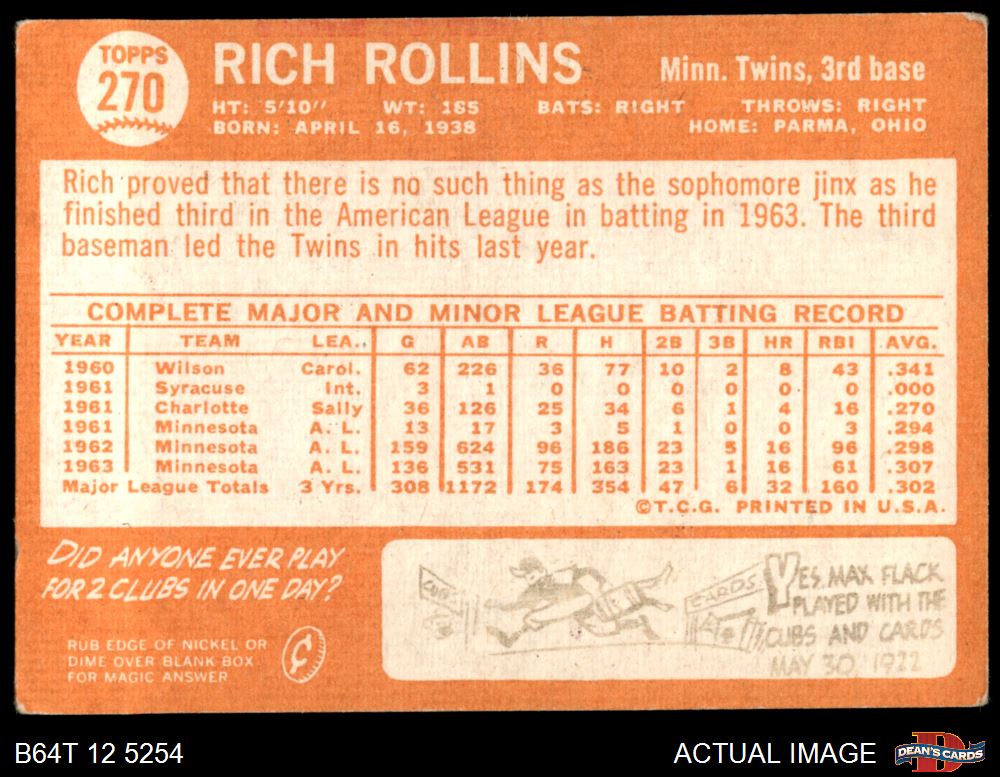 TOPPS
270
RICH ROLLINS
Minn. Twins, 3rd base
HT: 5'10" WT: 185 BATS: RIGHT THROWS: RIGHT
BORN: APRIL 16, 1938 HOME: PARMA, OHIO
Rich proved that there is no such thing as the sophomore jinx as he
finished third in the American League in batting in 1963. The third
baseman led the Twins in hits last year.
COMPLETE MAJOR AND MINOR LEAGUE BATTING RECORD
YEAR TEAM LEA. G AB R H 2B 3B HR RBI AVG.
1960 Wilson Carol. 62 226 36 77 10 2 8 43 .341
1961 Syracuse Int. 3 1 0 0 0 0 0 0 .000
1961 Charlotte Sally 36 126 25 34 6 1 4 16 .270
1961 Minnesota A. L. 13 17 3 5 1 0 0 3 .294
1962 Minnesota A. L. 159 624 96 186 23 5 16 96 .298
1963 Minnesota A. L. 136 531 75 163 23 1 16 61 .307
Major League Totals 3 Yrs. 308 1172 174 354 47 6 32 160 .302
©T.C.G. PRINTED IN U.S.A.
DID ANYONE EVER PLAY
FOR 2 CLUBS IN ONE DAY?
RUB EDGE OF NICKEL OR
DIME OVER BLANK BOX
FOR MAGIC ANSWER
¢
CUBS
CARDS
YES MAX FLACK
PLAYED WITH THE
CUBS AND CARDS
MAY 30, 1922
B64T 12 5254
ACTUAL IMAGE
D
DEAN'S CARDS